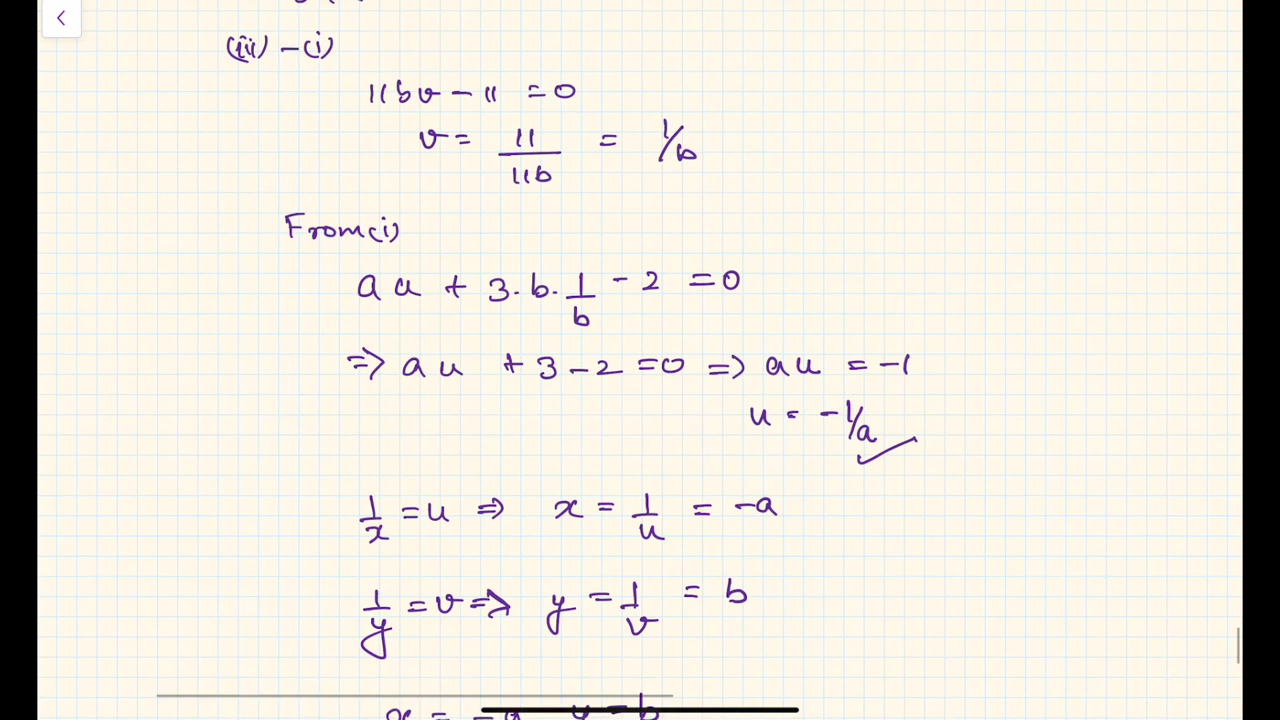 (iii) - (i)
11bv - 11 = 0
v = 11/11b = 1/b
From (i)
au + 3.b.1/b - 2 = 0
=> au + 3 - 2 = 0 => au = -1
u = -1/a
1/x = u => x = 1/u = -a
1/y = v => y = 1/v = b
x = -a y = b